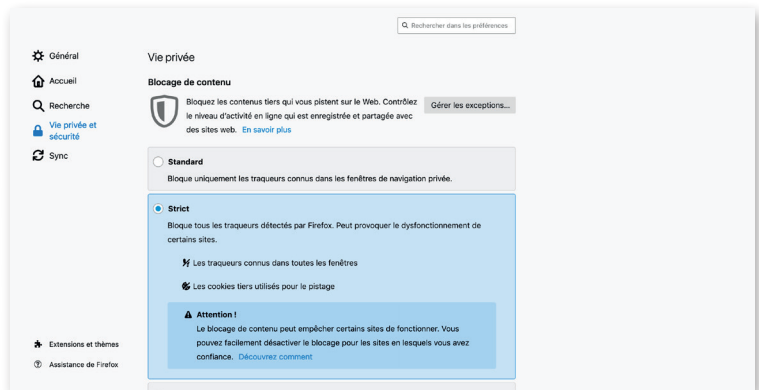 Rechercher dans les préférences
Général
Accueil
Recherche
Vie privée et
sécurité
Sync
Extensions et thèmes
Assistance de Firefox
Vie privée
Blocage de contenu
Bloquez les contenus tiers qui vous pistent sur le Web. Contrôlez
le niveau d'activité en ligne qui est enregistrée et partagée avec
des sites web. En savoir plus
Gérer les exceptions...
Standard
Bloque uniquement les traqueurs connus dans les fenêtres de navigation privée.
Strict
Bloque tous les traqueurs détectés par Firefox. Peut provoquer le dysfonctionnement de
certains sites.
Les traqueurs connus dans toutes les fenêtres
Les cookies tiers utilisés pour le pistage
Attention !
Le blocage de contenu peut empêcher certains sites de fonctionner. Vous
pouvez facilement désactiver le blocage pour les sites en lesquels vous avez
confiance. Découvrez comment